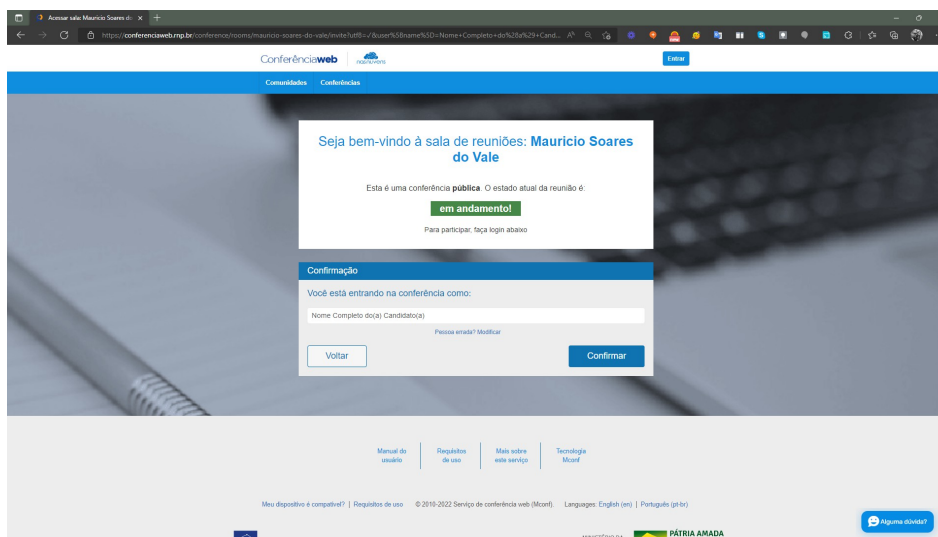 Acessar sala: Mauricio Soares do
https://conferenciaweb.rnp.br/conference/rooms/mauricio-soares-do-vale/invite?utf8=✓&user%5Bname%5D=Nome+Completo+do%28a%29+Cand...
Conferênciaweb
nasnuvens
Entrar
Comunidades Conferências
Seja bem-vindo à sala de reuniões: Mauricio Soares
do Vale
Esta é uma conferência pública. O estado atual da reunião é:
em andamento!
Para participar, faça login abaixo
Confirmação
Você está entrando na conferência como:
Nome Completo do(a) Candidato(a)
Pessoa errada? Modificar
Voltar
Confirmar
Manual do
usuário
Requisitos
de uso
Mais sobre
este serviço
Tecnologia
Mconf
Meu dispositivo é compatível? | Requisitos de uso © 2010-2022 Serviço de conferência web (Mconf). Languages: English (en) | Português (pt-br)
Alguma dúvida?
PÁTRIA AMADA